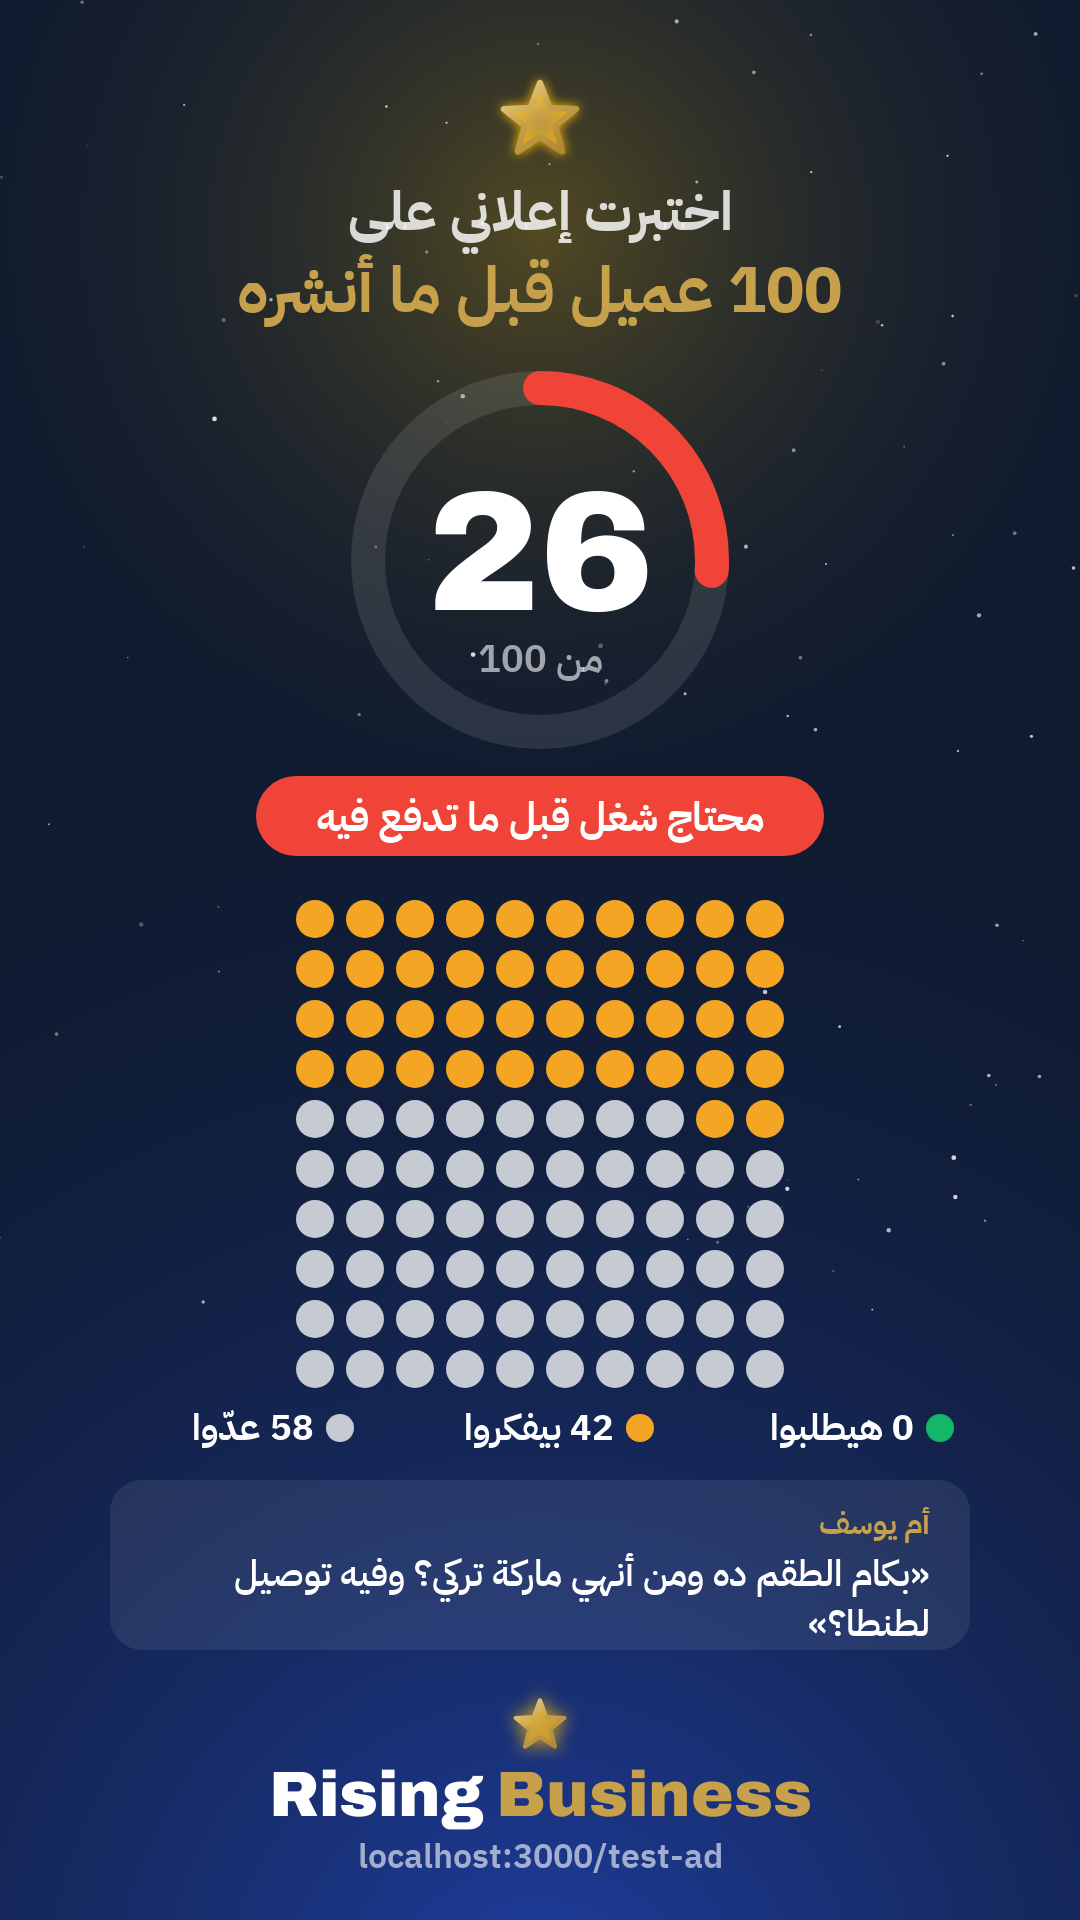 اختبرت إعلاني على
100 عميل قبل ما أنشره
26
من 100
محتاج شغل قبل ما تدفع فيه
0 هيطلبوا
42 بيفكروا
58 عدّوا
أم يوسف
«بكام الطقم ده ومن أنهي ماركة تركي؟ وفيه توصيل
لطنطا؟»
Rising Business
localhost:3000/test-ad